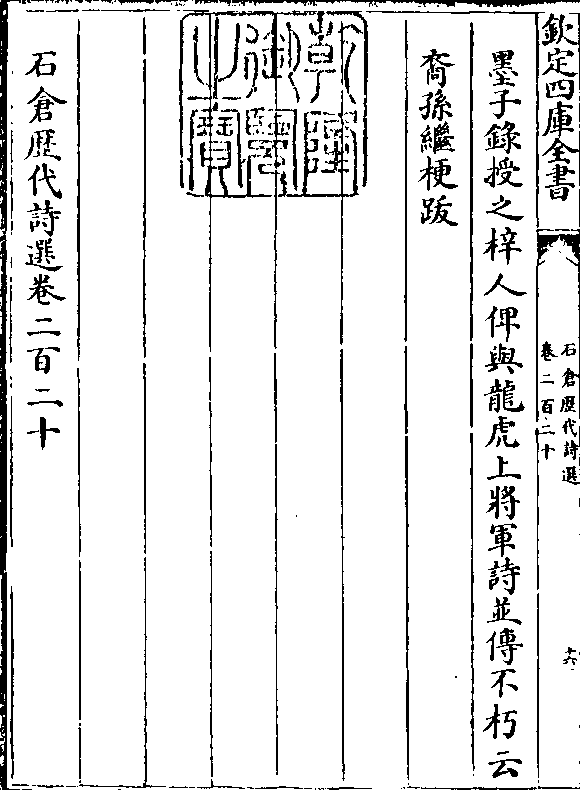 欽定四庫全書
石倉歴代詩選
卷二百二十
十六
墨子錄授之梓人俾與龍虎上將軍詩並傳不朽云
裔孫繼梗跋
乾隆御覽之寶
石倉歴代詩選卷二百二十